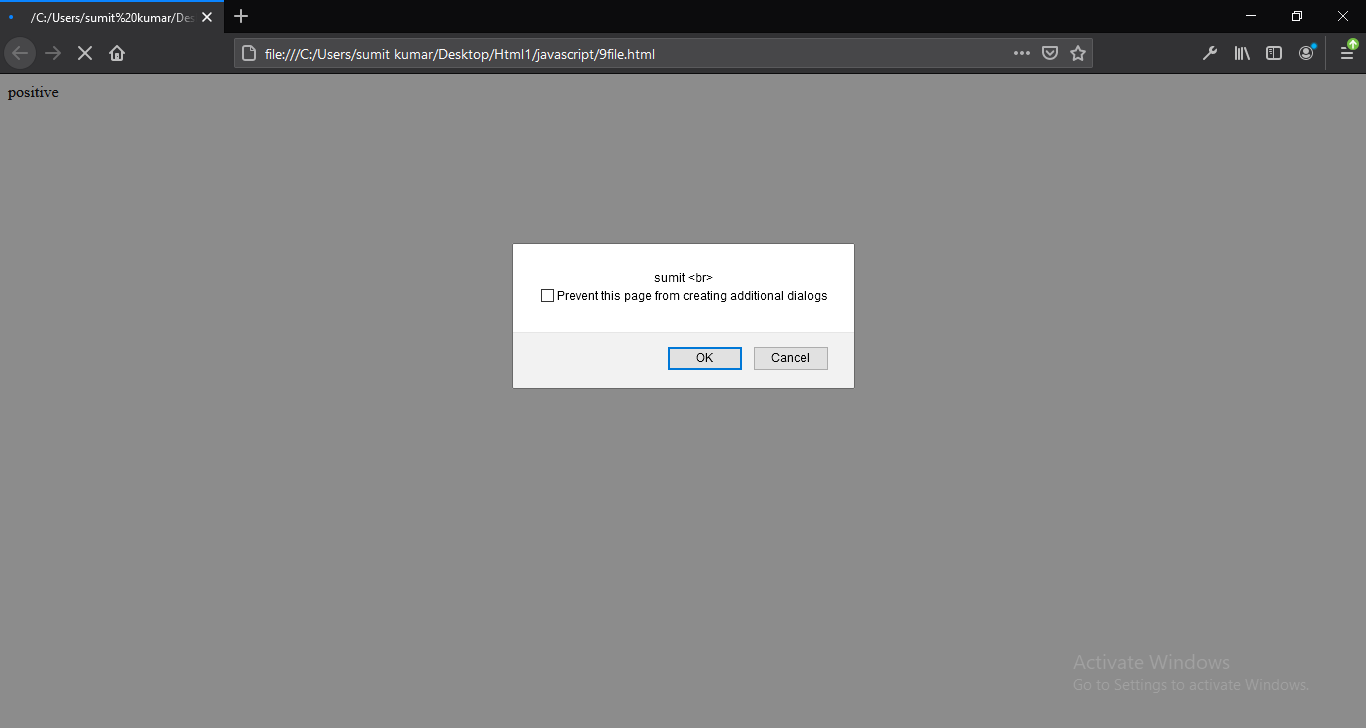 /C:/Users/sumit%20kumar/Des
file:///C:/Users/sumit kumar/Desktop/Html1/javascript/9file.html
positive
sumit <br>
Prevent this page from creating additional dialogs
OK Cancel
Activate Windows
Go to Settings to activate Windows.